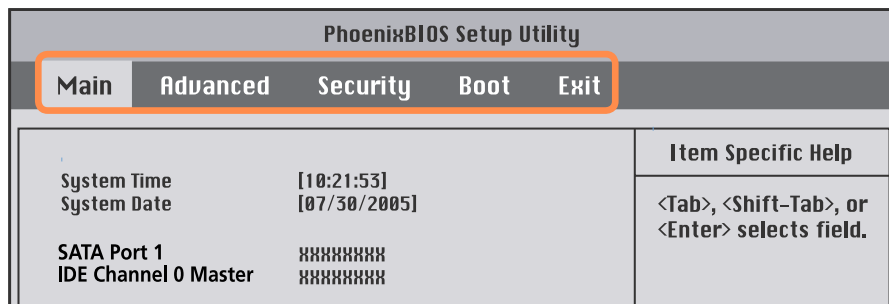 PhoenixBIOS Setup Utility
Main Advanced Security Boot Exit
Item Specific Help
System Time [10:21:53]
System Date [07/30/2005]
<Tab>, <Shift-Tab>, or
<Enter> selects field.
SATA Port 1 XXXXXXXX
IDE Channel 0 Master XXXXXXXX